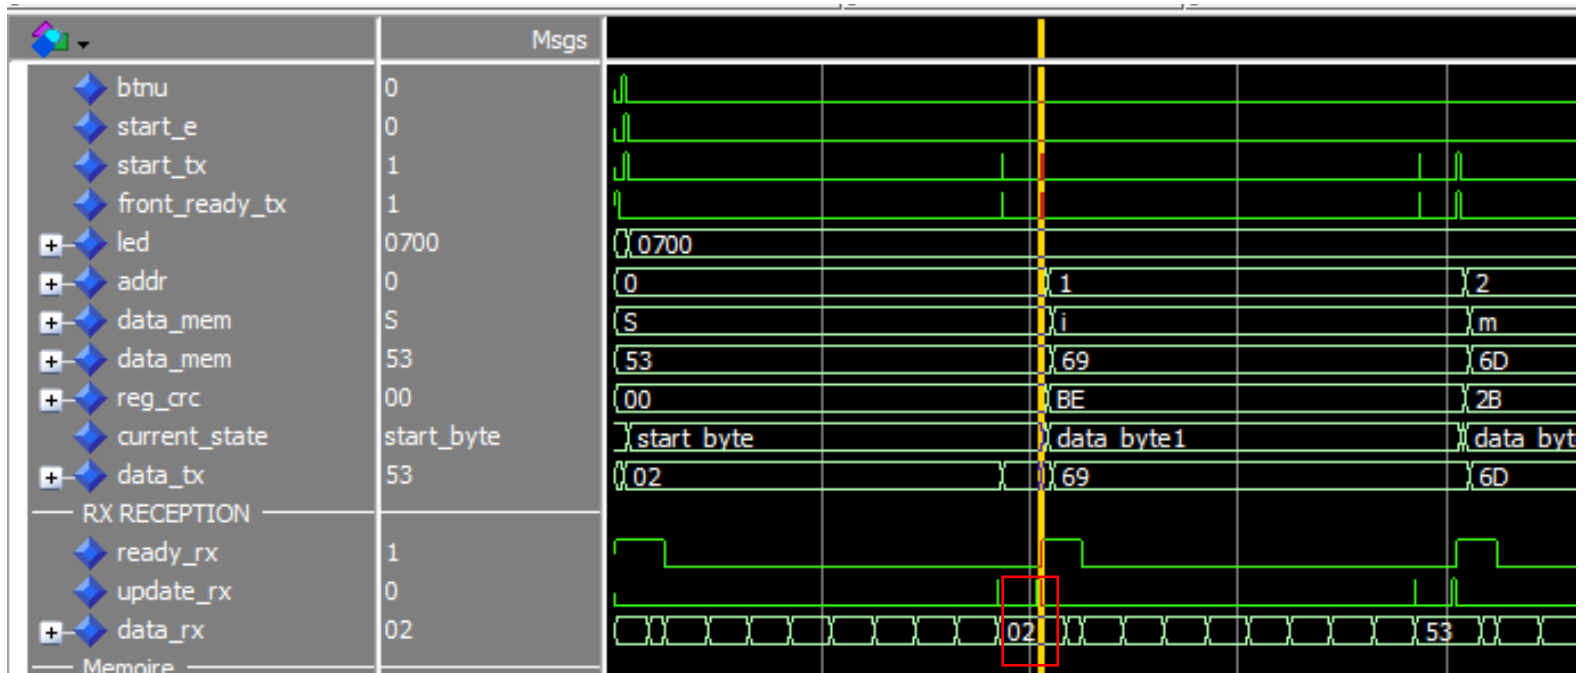 Msgs
btnu 0
start_e 0
start_tx 1
front_ready_tx 1
led 0700 0700
addr 0 0 1 2
data_mem S S i m
data_mem 53 53 69 6D
reg_crc 00 00 BE 2B
current_state start_byte start_byte data_byte1 data_byt
data_tx 53 02 69 6D
RX RECEPTION
ready_rx 1
update_rx 0
data_rx 02 02 53
Memoire